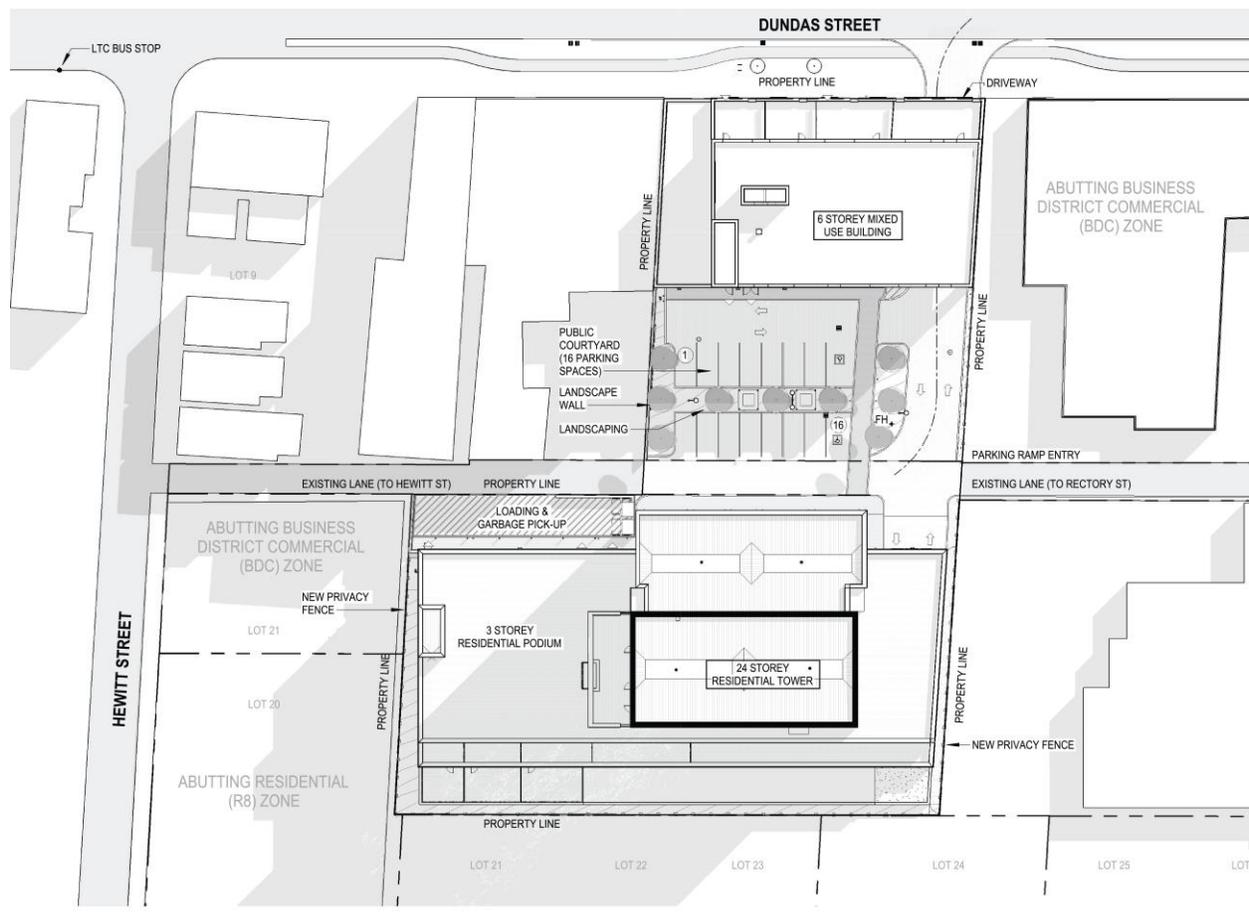 DUNDAS STREET
LTC BUS STOP
PROPERTY LINE
DRIVEWAY
ABUTTING BUSINESS
DISTRICT COMMERCIAL
(BDC) ZONE
6 STOREY MIXED
USE BUILDING
PROPERTY LINE
LOT 9
PROPERTY LINE
PUBLIC
COURTYARD
(16 PARKING
SPACES)
1
LANDSCAPE
WALL
LANDSCAPING
16
FH
PARKING RAMP ENTRY
EXISTING LANE (TO HEWITT ST)
PROPERTY LINE
EXISTING LANE (TO RECTORY ST)
LOADING &
GARBAGE PICK-UP
ABUTTING BUSINESS
DISTRICT COMMERCIAL
(BDC) ZONE
NEW PRIVACY
FENCE
LOT 21
3 STOREY
RESIDENTIAL PODIUM
24 STOREY
RESIDENTIAL TOWER
HEWITT STREET
PROPERTY LINE
PROPERTY LINE
LOT 20
NEW PRIVACY FENCE
ABUTTING RESIDENTIAL
(R8) ZONE
PROPERTY LINE
LOT 21
LOT 22
LOT 23
LOT 24
LOT 25
LOT